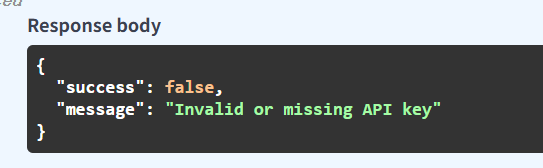 Response body
{
"success": false,
"message": "Invalid or missing API key"
}